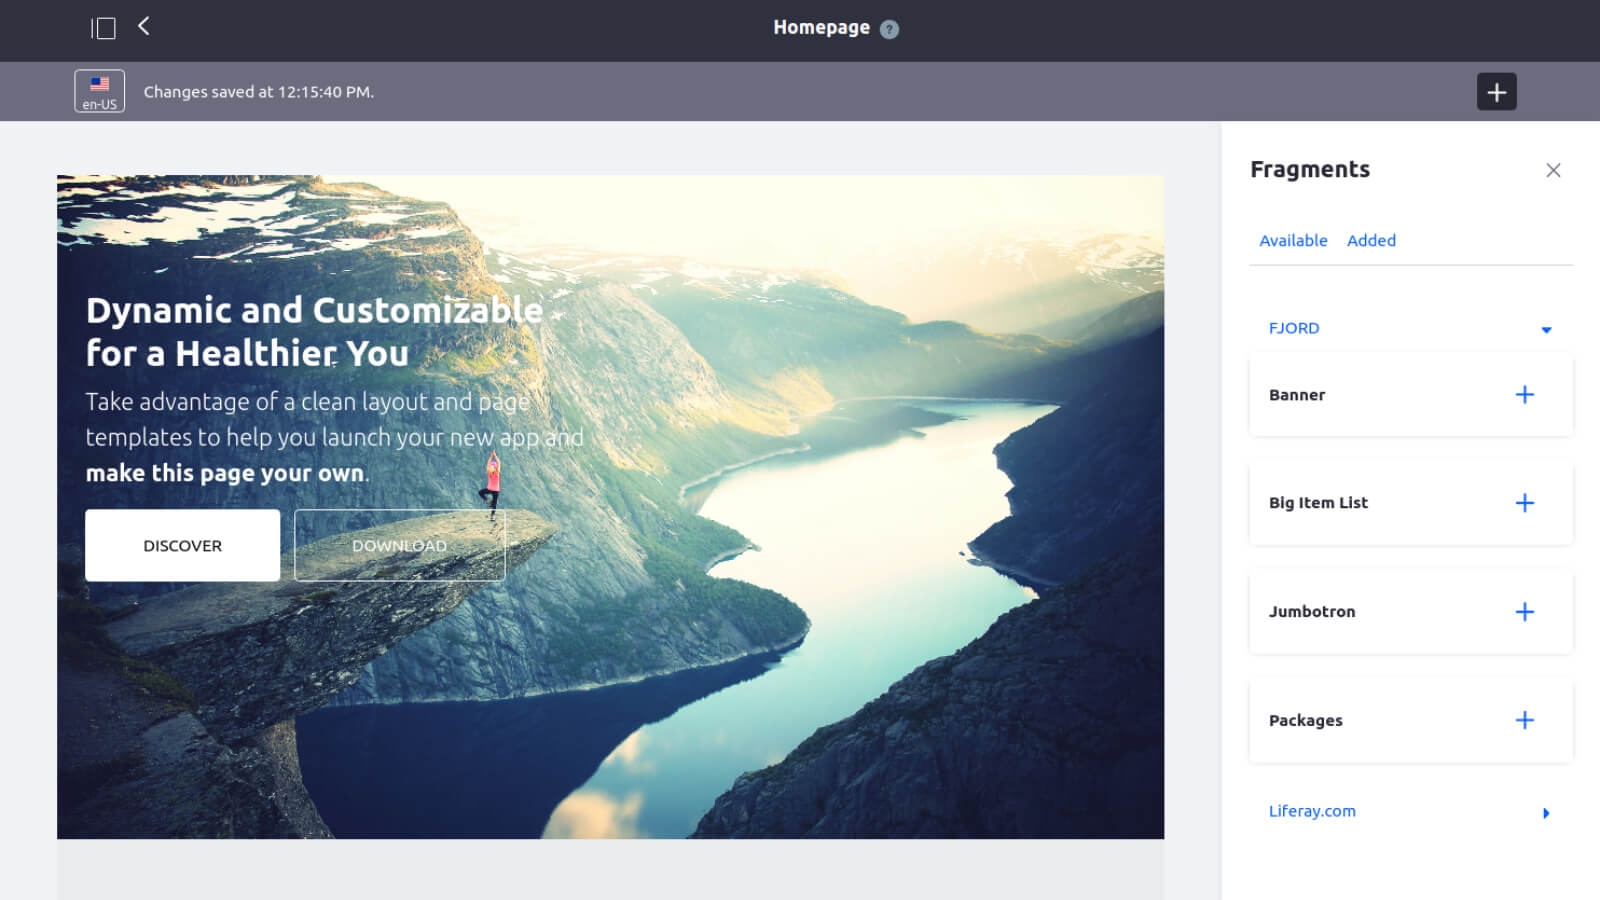 Homepage ?
en-US
Changes saved at 12:15:40 PM.
Fragments
Available Added
FJORD
Banner
Big Item List
Jumbotron
Packages
Liferay.com
Dynamic and Customizable
for a Healthier You
Take advantage of a clean layout and page
templates to help you launch your new app and
make this page your own.
DISCOVER
DOWNLOAD